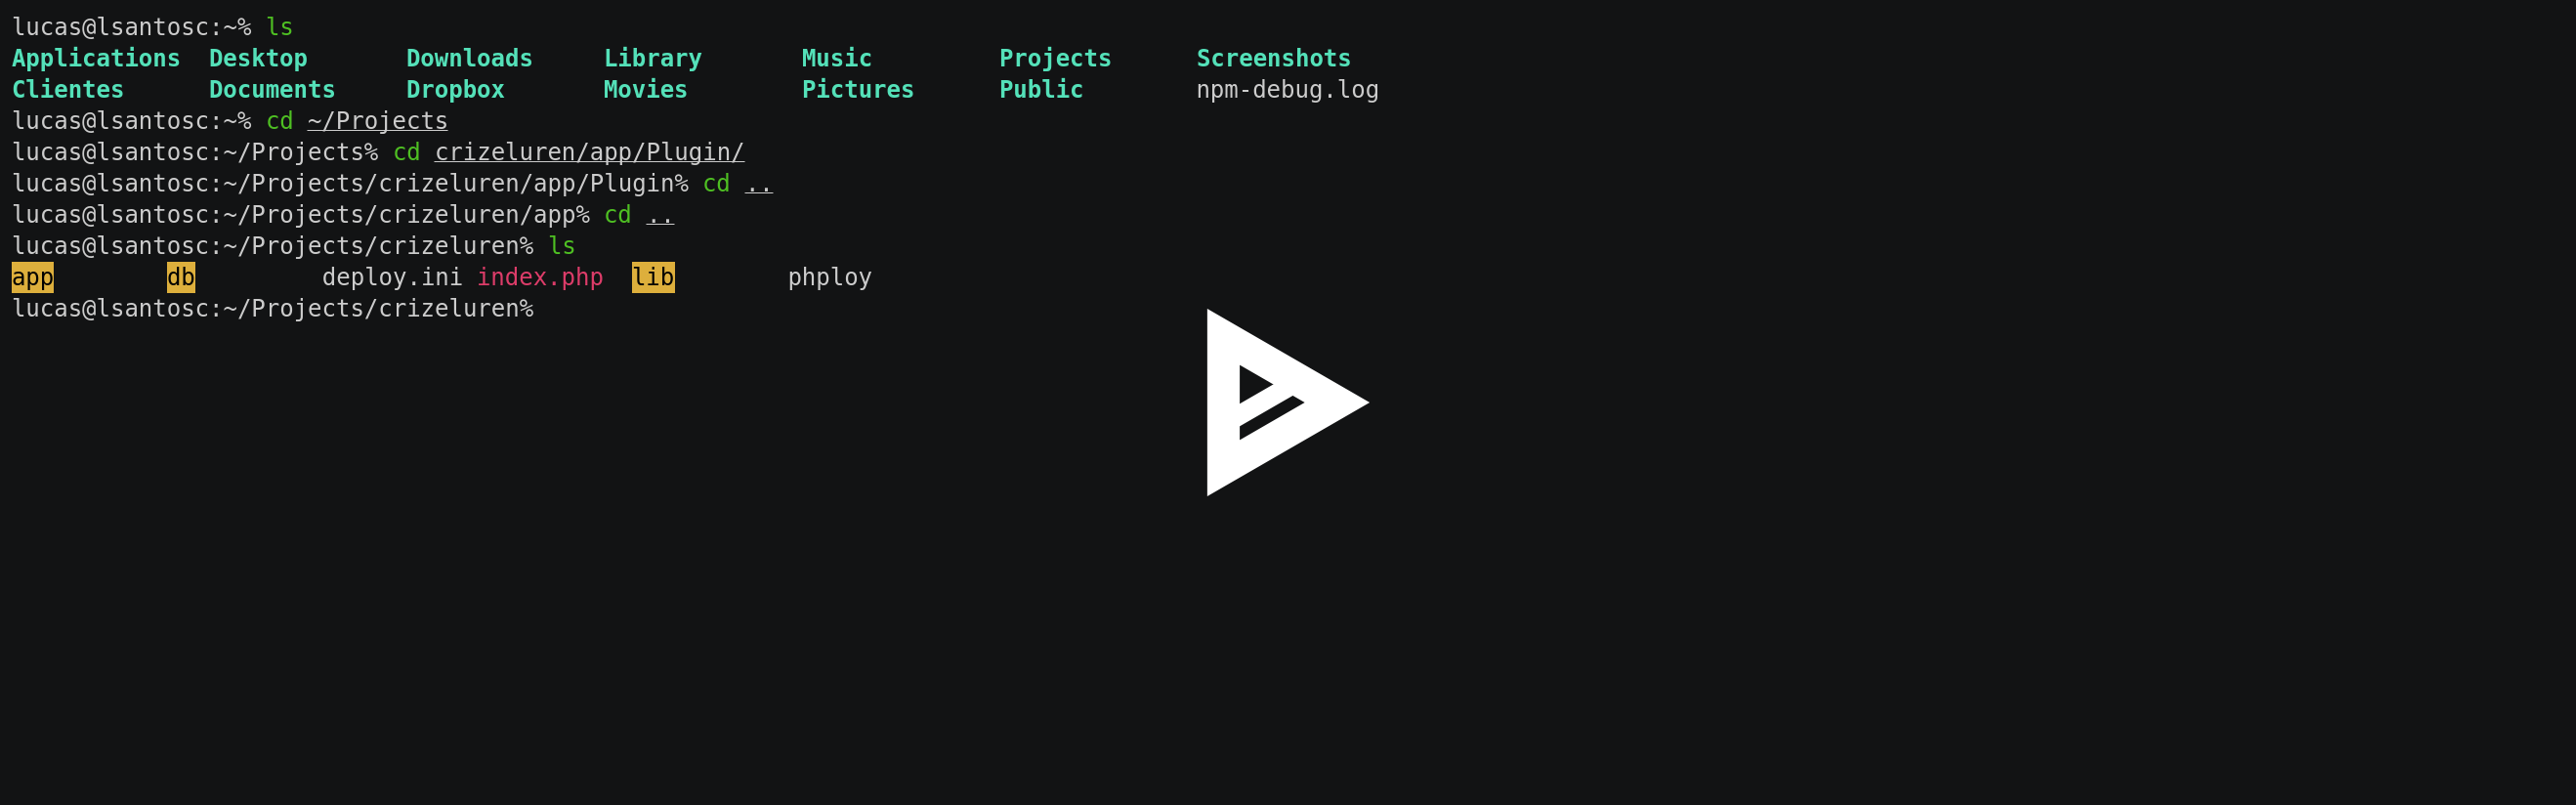 lucas@lsantosc:~% ls
Applications  Desktop       Downloads     Library       Music         Projects      Screenshots
Clientes      Documents     Dropbox       Movies        Pictures      Public        npm-debug.log
lucas@lsantosc:~% cd ~/Projects
lucas@lsantosc:~/Projects% cd crizeluren/app/Plugin/
lucas@lsantosc:~/Projects/crizeluren/app/Plugin% cd ..
lucas@lsantosc:~/Projects/crizeluren/app% cd ..
lucas@lsantosc:~/Projects/crizeluren% ls
app        db         deploy.ini index.php  lib        phploy
lucas@lsantosc:~/Projects/crizeluren%